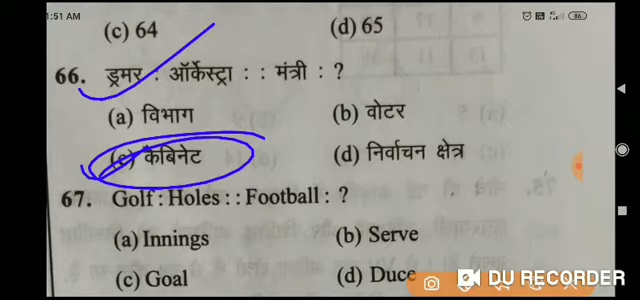 1:51 AM
86
(c) 64 (d) 65
66. ड्रमर : ऑर्केस्ट्रा : : मंत्री : ?
(a) विभाग (b) वोटर
(c) कैबिनेट (d) निर्वाचन क्षेत्र
67. Golf : Holes : : Football : ?
(a) Innings (b) Serve
(c) Goal (d) Duce
DU RECORDER